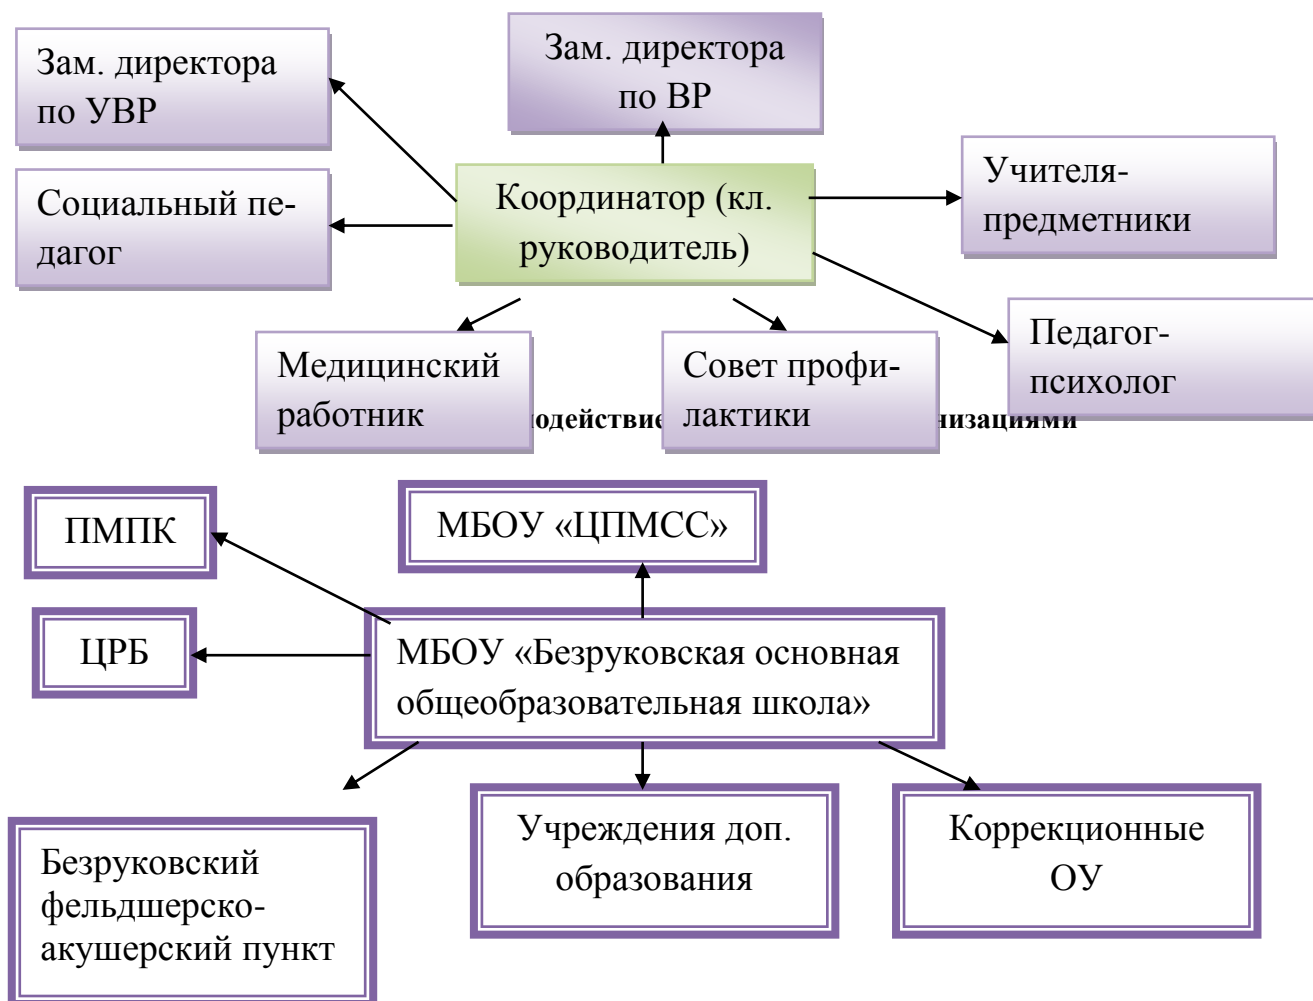 Зам. директора
по УВР
Зам. директора
по ВР
Социальный пе-
дагог
Координатор (кл.
руководитель)
Учителя-
предметники
Медицинский
работник
Совет профи-
лактики
Педагог-
психолог
ПМПК
МБОУ «ЦПМСС»
ЦРБ
МБОУ «Безруковская основная
общеобразовательная школа»
Безруковский
фельдшерско-
акушерский пункт
Учреждения доп.
образования
Коррекционные
ОУ